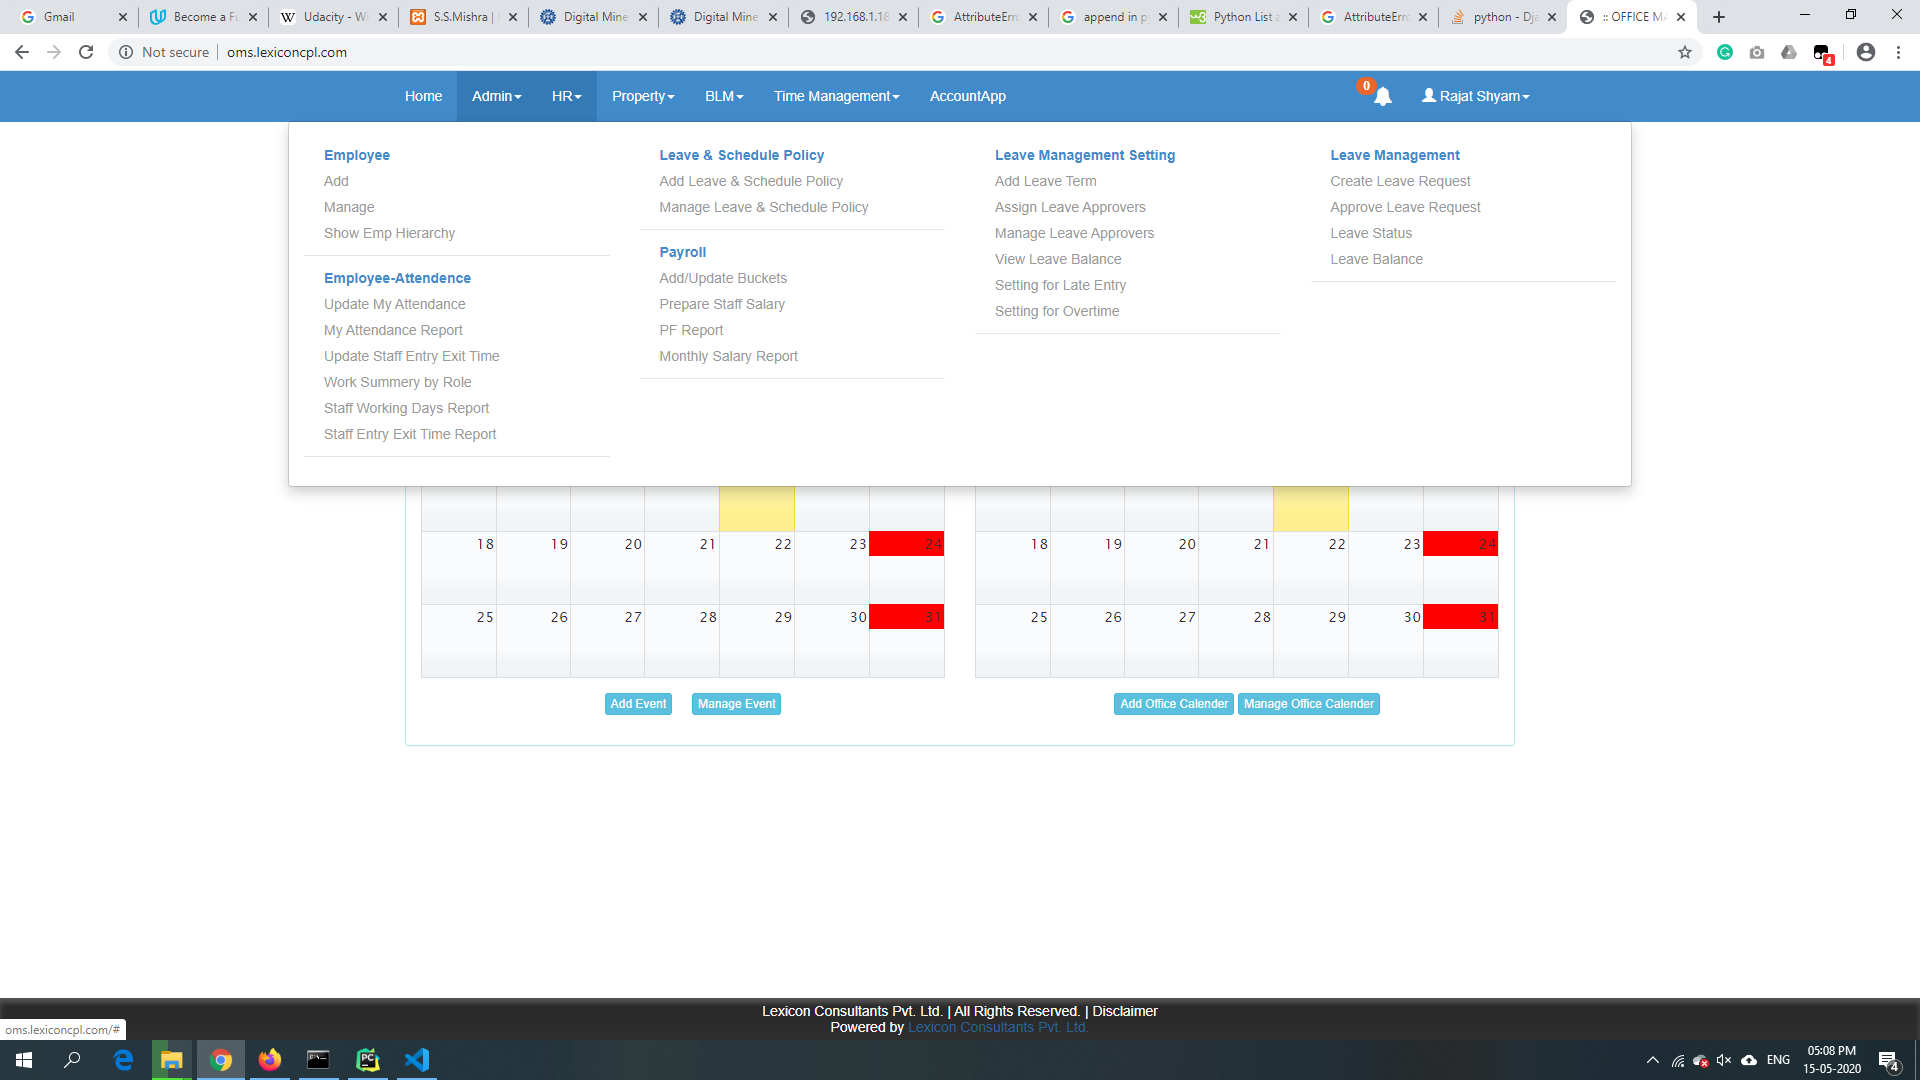 Gmail
Become a Fu
Udacity - Wi
S.S.Mishra |
Digital Mine
Digital Mine
192.168.1.18
AttributeErro
append in p
Python List a
AttributeErro
python - Dja
:: OFFICE MA
Not secure
oms.lexiconcpl.com
4
Home
Admin
HR
Property
BLM
Time Management
AccountApp
0
Rajat Shyam
Employee
Add
Manage
Show Emp Hierarchy
Employee-Attendence
Update My Attendance
My Attendance Report
Update Staff Entry Exit Time
Work Summery by Role
Staff Working Days Report
Staff Entry Exit Time Report
Leave & Schedule Policy
Add Leave & Schedule Policy
Manage Leave & Schedule Policy
Payroll
Add/Update Buckets
Prepare Staff Salary
PF Report
Monthly Salary Report
Leave Management Setting
Add Leave Term
Assign Leave Approvers
Manage Leave Approvers
View Leave Balance
Setting for Late Entry
Setting for Overtime
Leave Management
Create Leave Request
Approve Leave Request
Leave Status
Leave Balance
18 19 20 21 22 23 24
25 26 27 28 29 30 31
Add Event
Manage Event
18 19 20 21 22 23 24
25 26 27 28 29 30 31
Add Office Calender
Manage Office Calender
Lexicon Consultants Pvt. Ltd. | All Rights Reserved. | Disclaimer
Powered by Lexicon Consultants Pvt. Ltd.
oms.lexiconcpl.com/#
ENG
05:08 PM
15-05-2020
4